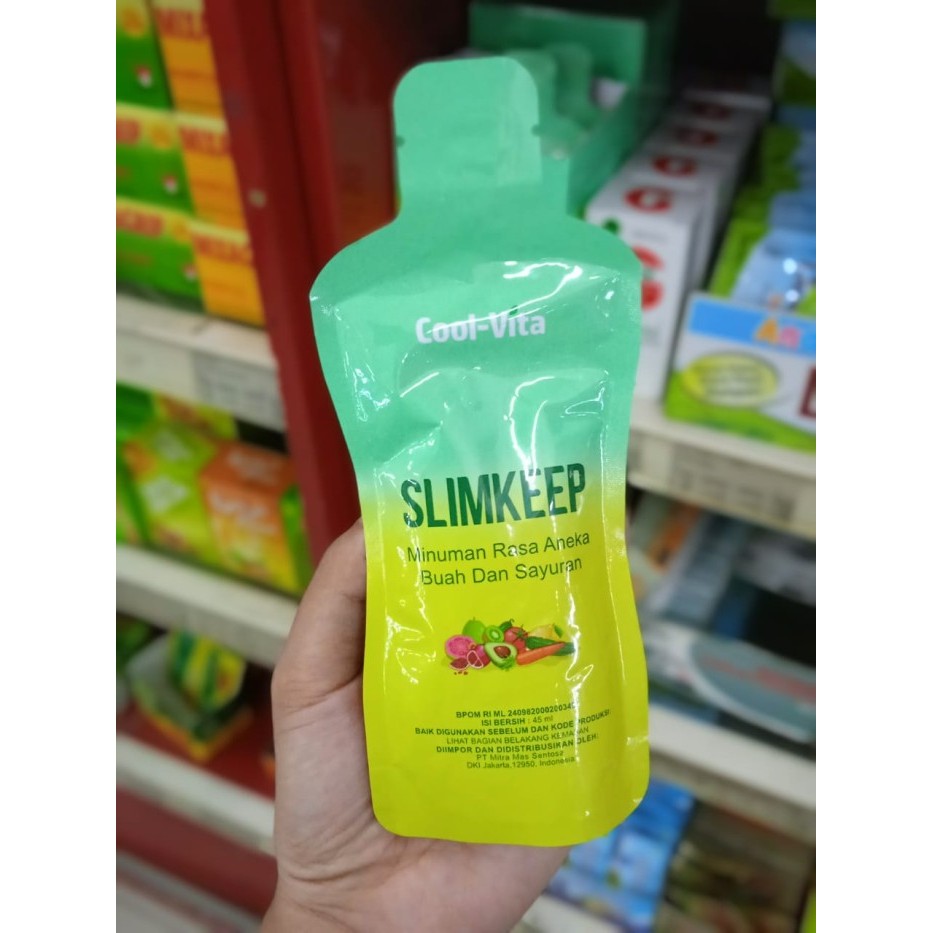 Cool-Vita
SLIMKEEP
Minuman Rasa Aneka
Buah Dan Sayuran
BPOM RI ML
ISI BERSIH : 45 ml
BAIK DIGUNAKAN SEBELUM DAN KODE PRODUKSI
LIHAT BAGIAN BELAKANG KEMASAN
DIIMPOR DAN DIDISTRIBUSIKAN OLEH:
PT Mitra Mas Sentosa
DKI Jakarta,12950, Indonesia
An